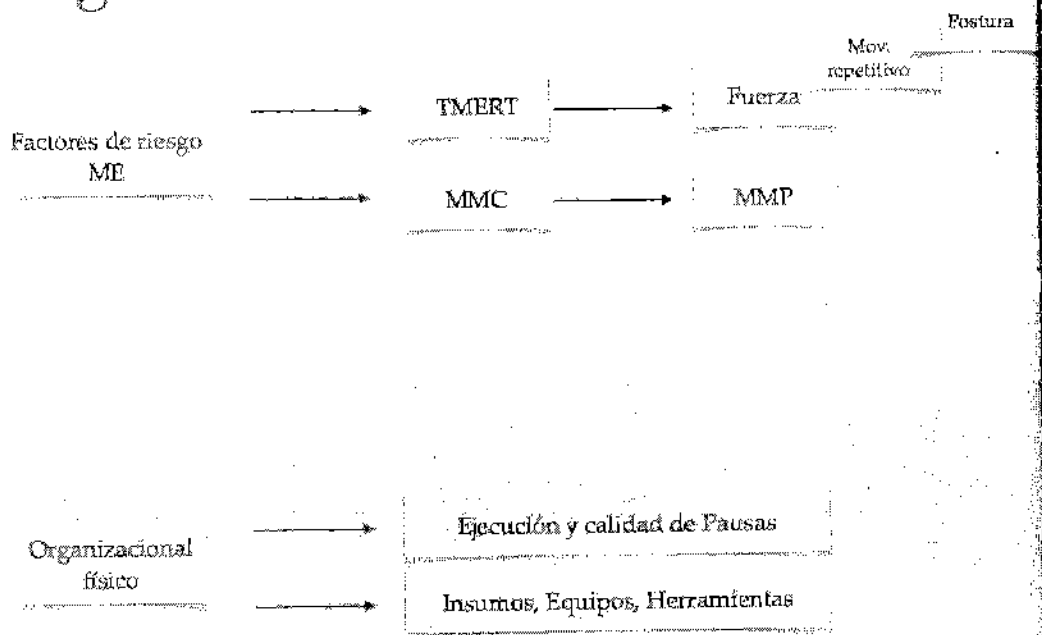 Postura
Mov.
repetitivo
TMERT
Fuerza
Factores de riesgo
ME
MMC
MMP
Ejecución y calidad de Pausas
Organizacional
físico
Insumos, Equipos, Herramientas